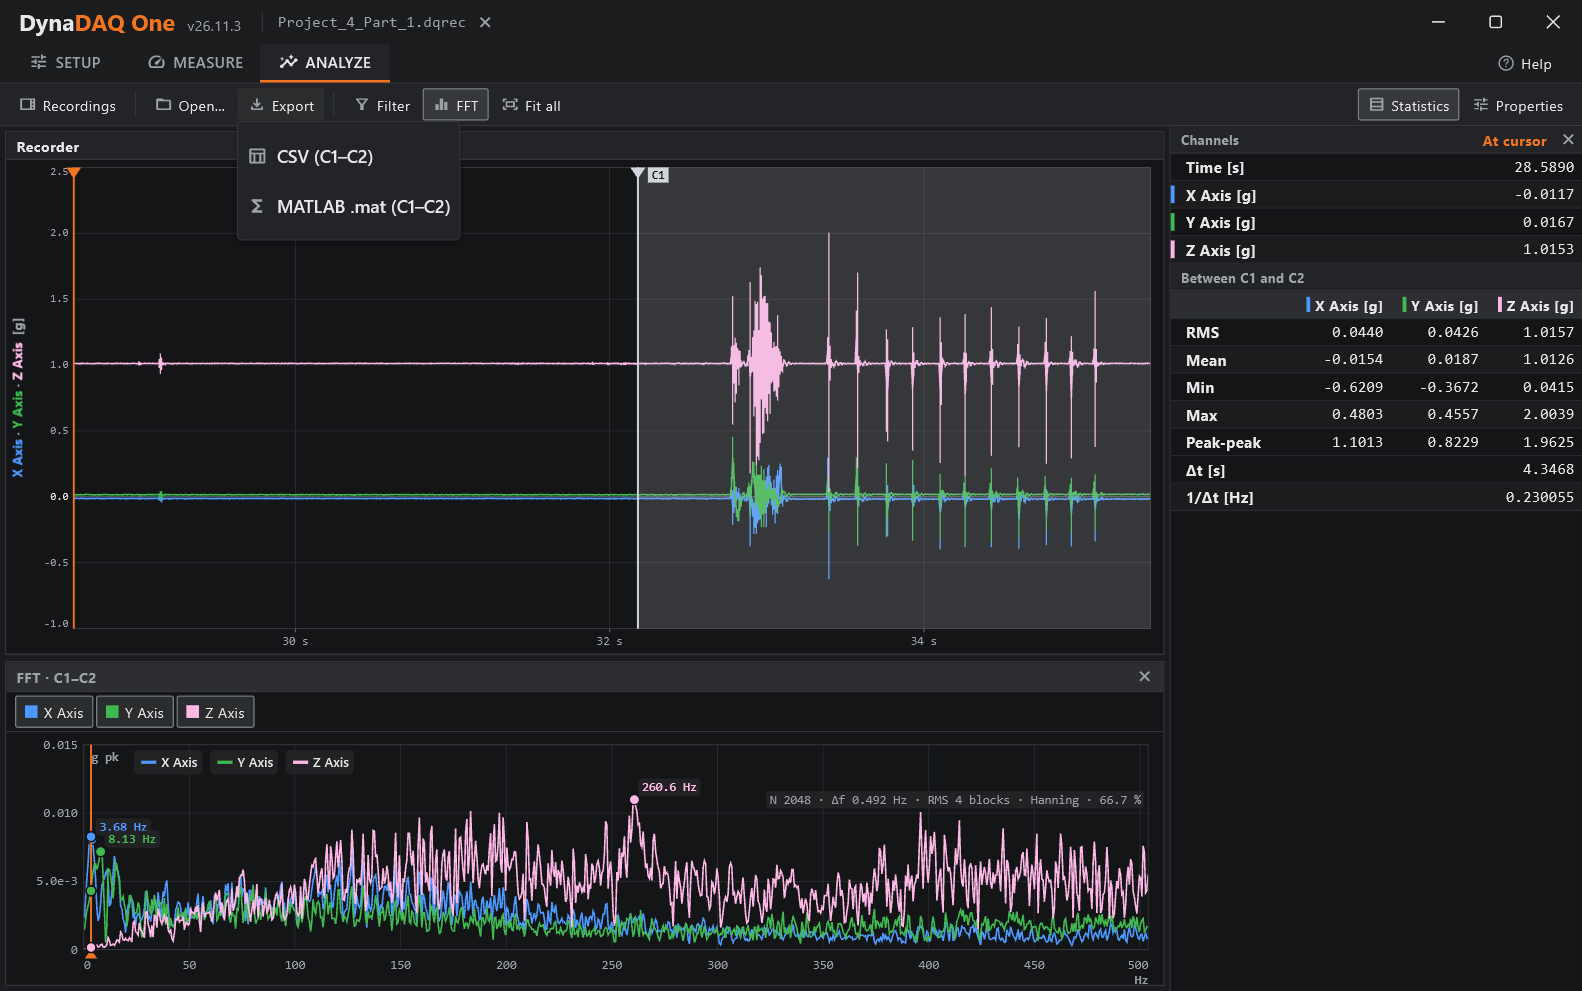 DynaDAQ One v26.11.3 Project_4_Part_1.dqrec
SETUP MEASURE ANALYZE Help
Recordings Open... Export Filter FFT Fit all Statistics Properties
CSV (C1–C2)
MATLAB .mat (C1–C2)
Recorder
2.5
2.0
1.5
1.0
0.5
0.0
-0.5
-1.0
X Axis · Y Axis · Z Axis [g]
C1
30 s 32 s 34 s
Channels At cursor
Time [s] 28.5890
X Axis [g] -0.0117
Y Axis [g] 0.0167
Z Axis [g] 1.0153
Between C1 and C2
X Axis [g] Y Axis [g] Z Axis [g]
RMS 0.0440 0.0426 1.0157
Mean -0.0154 0.0187 1.0126
Min -0.6209 -0.3672 0.0415
Max 0.4803 0.4557 2.0039
Peak-peak 1.1013 0.8229 1.9625
Δt [s] 4.3468
1/Δt [Hz] 0.230055
FFT · C1–C2
X Axis Y Axis Z Axis
0.015
0.010
5.0e-3
0
g pk X Axis Y Axis Z Axis
260.6 Hz
N 2048 · Δf 0.492 Hz · RMS 4 blocks · Hanning · 66.7 %
3.68 Hz
8.13 Hz
0 50 100 150 200 250 300 350 400 450 500
Hz